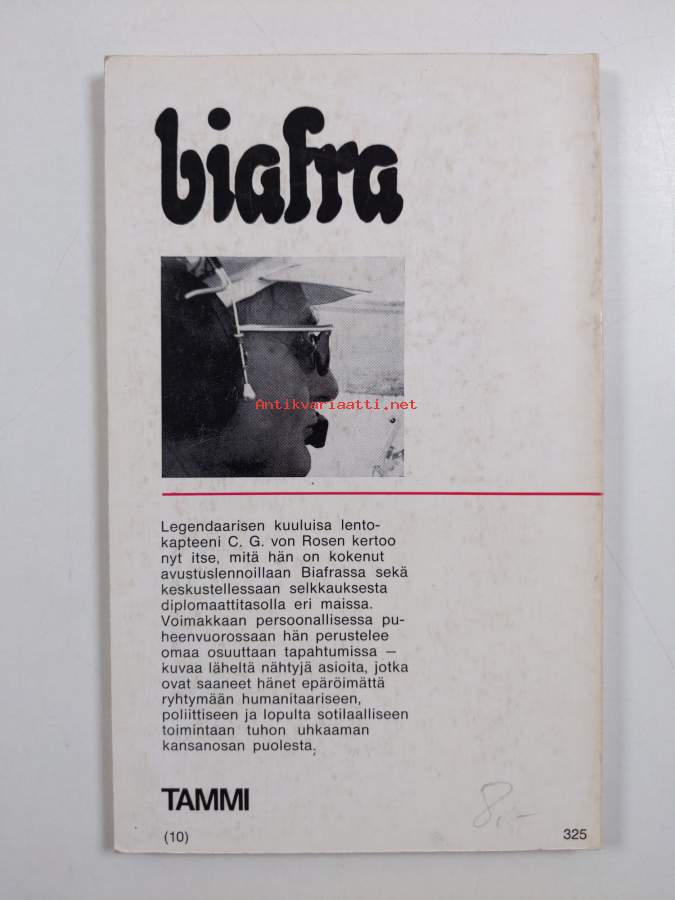 biafra
Antikvariaatti.net
Legendaarisen kuuluisa lento-
kapteeni C. G. von Rosen kertoo
nyt itse, mitä hän on kokenut
avustuslennoillaan Biafrassa sekä
keskustellessaan selkkauksesta
diplomaattitasolla eri maissa.
Voimakkaan persoonallisessa pu-
heenvuorossaan hän perustelee
omaa osuuttaan tapahtumissa —
kuvaa läheltä nähtyjä asioita, jotka
ovat saaneet hänet epäröimättä
ryhtymään humanitaariseen,
poliittiseen ja lopulta sotilaalliseen
toimintaan tuhon uhkaaman
kansanosan puolesta.
TAMMI
8,-
(10) 325